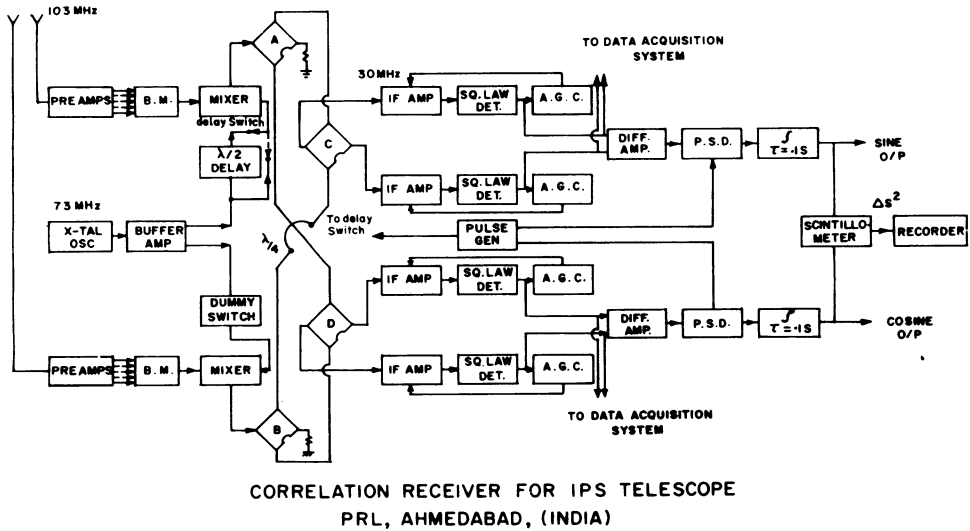 103 MHz
A
TO DATA ACQUISITION
SYSTEM
PREAMPS
B.M.
MIXER
delay Switch
λ/2
DELAY
30MHz
IF AMP
SQ. LAW
DET.
A.G.C.
C
DIFF.
AMP.
P.S.D.
∫
τ=·1S
SINE
O/P
IF AMP
SQ. LAW
DET.
A.G.C.
73 MHz
X-TAL
OSC
BUFFER
AMP
λ/4
To delay
Switch
PULSE
GEN
SCINTILLO-
METER
ΔS²
RECORDER
DUMMY
SWITCH
D
IF AMP
SQ. LAW
DET.
A.G.C.
DIFF.
AMP.
P.S.D.
∫
τ=·1S
COSINE
O/P
PREAMPS
B.M.
MIXER
IF AMP
SQ. LAW
DET.
A.G.C.
B
TO DATA ACQUISITION
SYSTEM
CORRELATION RECEIVER FOR IPS TELESCOPE
PRL, AHMEDABAD, (INDIA)